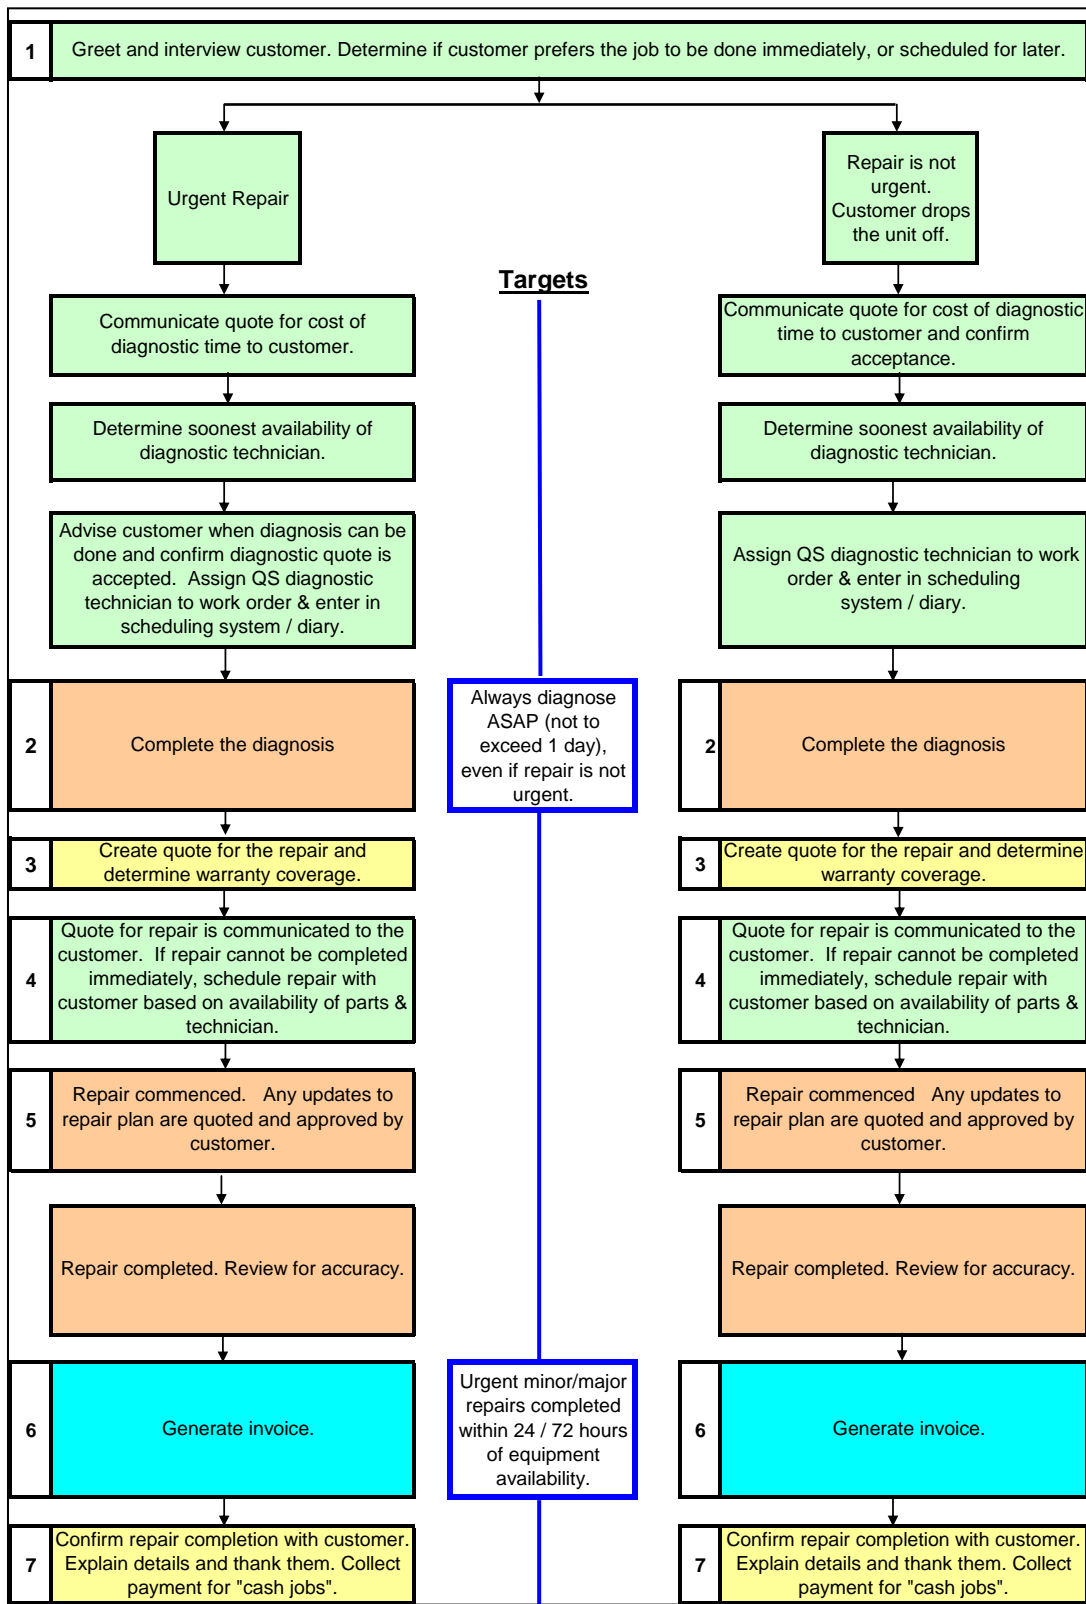 1
Greet and interview customer. Determine if customer prefers the job to be done immediately, or scheduled for later.
Urgent Repair
Repair is not
urgent.
Customer drops
the unit off.
Targets
Communicate quote for cost of
diagnostic time to customer.
Communicate quote for cost of diagnostic
time to customer and confirm
acceptance.
Determine soonest availability of
diagnostic technician.
Determine soonest availability of
diagnostic technician.
Advise customer when diagnosis can be
done and confirm diagnostic quote is
accepted.  Assign QS diagnostic
technician to work order & enter in
scheduling system / diary.
Assign QS diagnostic technician to work
order & enter in scheduling
system / diary.
2
Complete the diagnosis
Always diagnose
ASAP (not to
exceed 1 day),
even if repair is not
urgent.
2
Complete the diagnosis
3
Create quote for the repair and
determine warranty coverage.
3
Create quote for the repair and determine
warranty coverage.
4
Quote for repair is communicated to the
customer.  If repair cannot be completed
immediately, schedule repair with
customer based on availability of parts &
technician.
4
Quote for repair is communicated to the
customer.  If repair cannot be completed
immediately, schedule repair with
customer based on availability of parts &
technician.
5
Repair commenced.   Any updates to
repair plan are quoted and approved by
customer.
5
Repair commenced   Any updates to
repair plan are quoted and approved by
customer.
Repair completed. Review for accuracy.
Repair completed. Review for accuracy.
6
Generate invoice.
Urgent minor/major
repairs completed
within 24 / 72 hours
of equipment
availability.
6
Generate invoice.
7
Confirm repair completion with customer.
Explain details and thank them. Collect
payment for "cash jobs".
7
Confirm repair completion with customer.
Explain details and thank them. Collect
payment for "cash jobs".